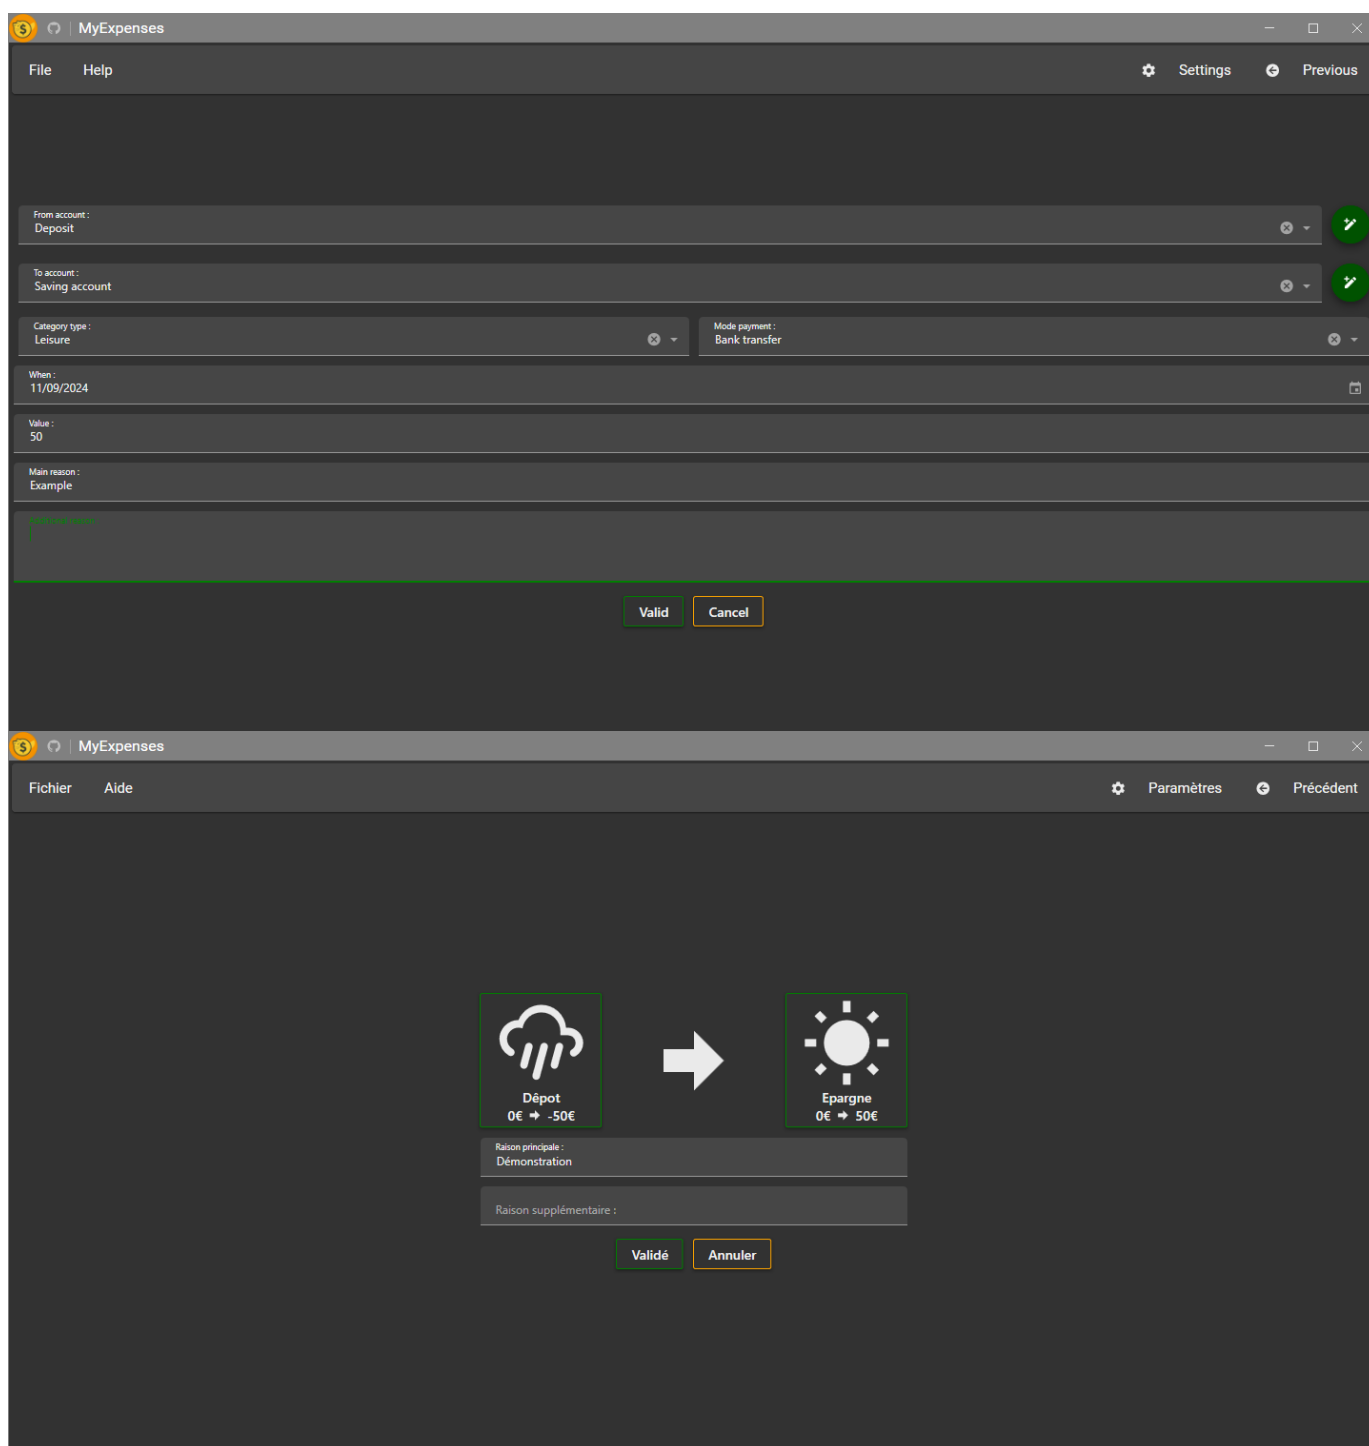 MyExpenses
File Help Settings Previous
From account :
Deposit
To account :
Saving account
Category type :
Leisure
Mode payment :
Bank transfer
When :
11/09/2024
Value :
50
Main reason :
Example
Valid Cancel
MyExpenses
Fichier Aide Paramètres Précédent
Dépot
0€ → -50€
Epargne
0€ → 50€
Raison principale :
Démonstration
Raison supplémentaire :
Validé Annuler